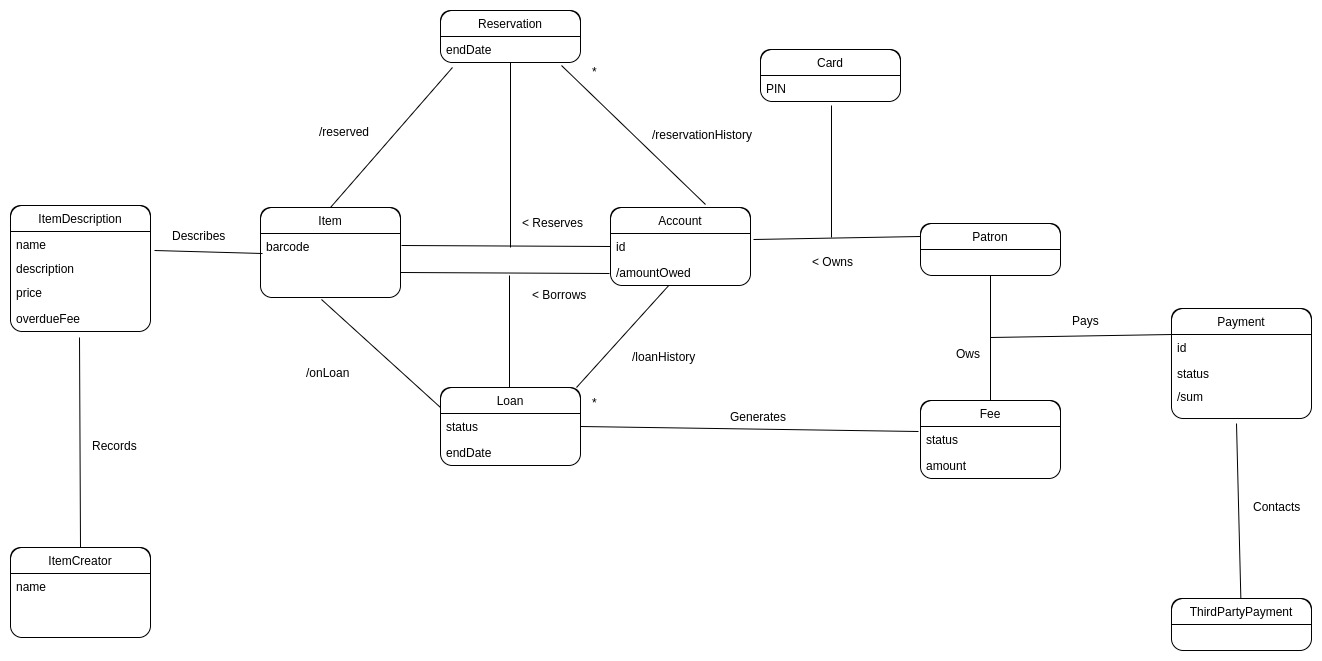 Reservation
endDate
*
Card
PIN
/reserved
/reservationHistory
ItemDescription
name
description
price
overdueFee
Describes
Item
barcode
< Reserves
< Borrows
Account
id
/amountOwed
< Owns
Patron
Pays
Payment
id
status
/sum
Ows
/onLoan
/loanHistory
Loan
status
endDate
*
Generates
Fee
status
amount
Records
Contacts
ItemCreator
name
ThirdPartyPayment